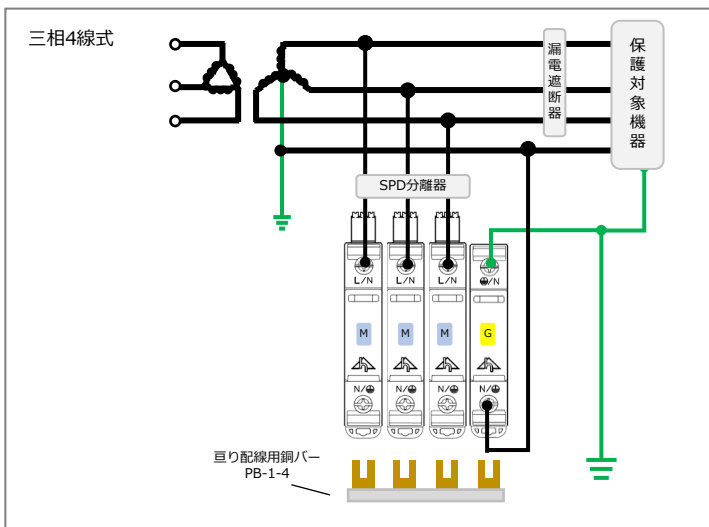 三相4線式
漏電遮断器
保護対象機器
SPD分離器
L/N
L/N
L/N
⏚/N
M
M
M
G
N/⏚
N/⏚
N/⏚
N/⏚
亘り配線用銅バー
PB-1-4